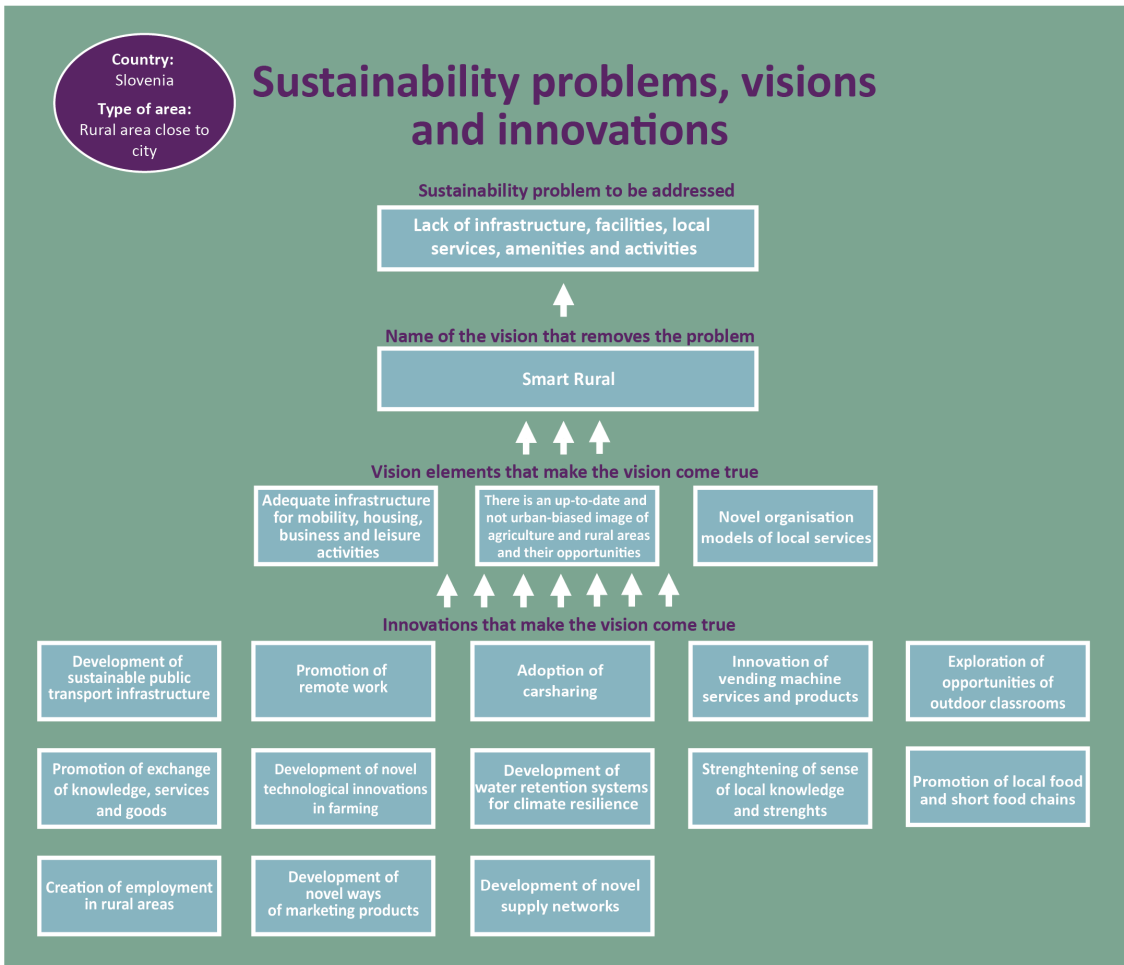 Country:
Slovenia
Type of area:
Rural area close to
city
Sustainability problems, visions
and innovations
Sustainability problem to be addressed
Lack of infrastructure, facilities, local
services, amenities and activities
Name of the vision that removes the problem
Smart Rural
Vision elements that make the vision come true
Adequate infrastructure
for mobility, housing,
business and leisure
activities
There is an up-to-date and
not urban-biased image of
agriculture and rural areas
and their opportunities
Novel organisation
models of local services
Innovations that make the vision come true
Development of
sustainable public
transport infrastructure
Promotion of
remote work
Adoption of
carsharing
Innovation of
vending machine
services and products
Exploration of
opportunities of
outdoor classrooms
Promotion of exchange
of knowledge, services
and goods
Development of novel
technological innovations
in farming
Development of
water retention systems
for climate resilience
Strenghtening of sense
of local knowledge
and strenghts
Promotion of local food
and short food chains
Creation of employment
in rural areas
Development of
novel ways
of marketing products
Development of novel
supply networks